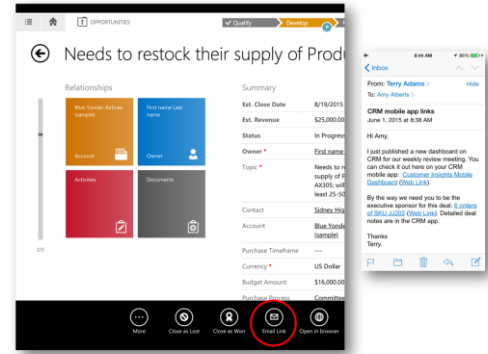 OPPORTUNITIES
Qualify
Develop
Needs to restock their supply of Produ
Relationships
Blue Yonder Airlines
(sample)
Account
First name Last
name
Owner
Activities
Documents
2/5
Summary
Est. Close Date 8/19/2015
Est. Revenue $25,000.00
Status In Progress
Owner * First name
Topic * Needs to re
supply of P
AX305; will
least 25-50
Contact Sidney Hig
Account Blue Yonde
(sample)
Purchase Timeframe ---
Currency * US Dollar
Budget Amount $16,000.00
Purchase Process Committee
More
Close as Lost
Close as Won
Email Link
Open in browser
8:44 AM
Inbox
From: Terry Adams > Hide
To: Amy Alberts >
CRM mobile app links
June 1, 2015 at 8:38 AM
Hi Amy,
I just published a new dashboard on
CRM for our weekly review meeting. You
can check it out here on your CRM
mobile app: Customer Insights Mobile
Dashboard (Web Link).
By the way we need you to be the
executive sponsor for this deal: 6 orders
of SKU JJ202 (Web Link). Detailed deal
notes are in the CRM app.
Thanks
Terry.